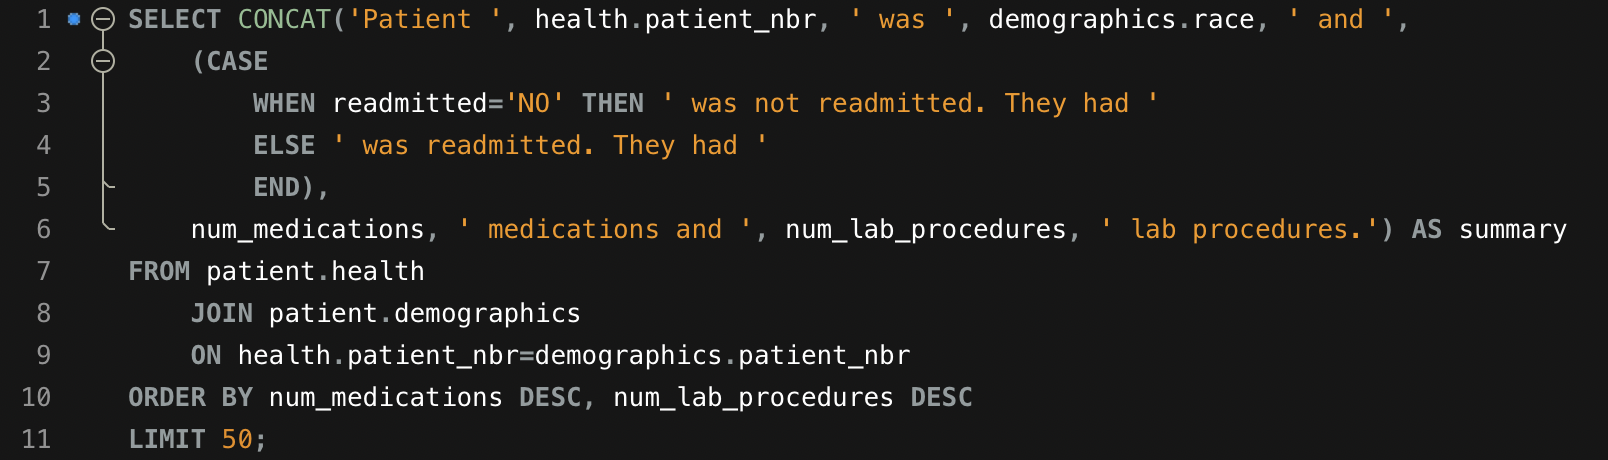 1 SELECT CONCAT('Patient ', health.patient_nbr, ' was ', demographics.race, ' and ',
2     (CASE
3         WHEN readmitted='NO' THEN ' was not readmitted. They had '
4         ELSE ' was readmitted. They had '
5         END),
6     num_medications, ' medications and ', num_lab_procedures, ' lab procedures.') AS summary
7 FROM patient.health
8     JOIN patient.demographics
9     ON health.patient_nbr=demographics.patient_nbr
10 ORDER BY num_medications DESC, num_lab_procedures DESC
11 LIMIT 50;